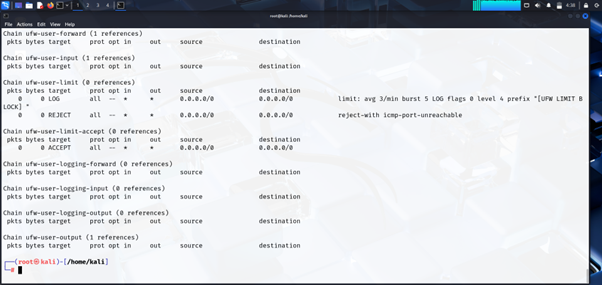 1 2 3 4
4:38
root@kali: /home/kali
File Actions Edit View Help
Chain ufw-user-forward (1 references)
pkts bytes target prot opt in out source destination
Chain ufw-user-input (1 references)
pkts bytes target prot opt in out source destination
Chain ufw-user-limit (0 references)
0 0 LOG all -- * * 0.0.0.0/0 0.0.0.0/0 limit: avg 3/min burst 5 LOG flags 0 level 4 prefix "[UFW LIMIT B
LOCK] "
0 0 REJECT all -- * * 0.0.0.0/0 0.0.0.0/0 reject-with icmp-port-unreachable
Chain ufw-user-limit-accept (0 references)
pkts bytes target prot opt in out source destination
0 0 ACCEPT all -- * * 0.0.0.0/0 0.0.0.0/0
Chain ufw-user-logging-forward (0 references)
pkts bytes target prot opt in out source destination
Chain ufw-user-logging-input (0 references)
pkts bytes target prot opt in out source destination
Chain ufw-user-logging-output (0 references)
pkts bytes target prot opt in out source destination
Chain ufw-user-output (1 references)
pkts bytes target prot opt in out source destination
┌──(root㉿kali)-[/home/kali]
└─#